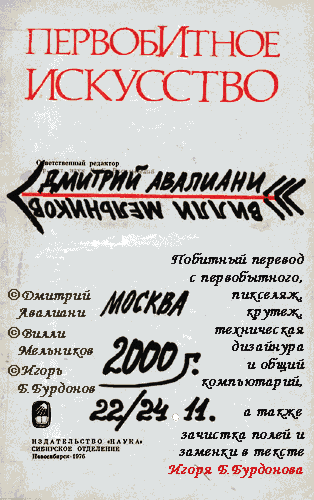 ПЕРВОБИТНОЕ
ИСКУССТВО
Ответственный редактор
ДМИТРИЙ АВАЛИАНИ
ВИЛЛИ МЕЛЬНИКОВ
Побитный перевод
с первобытного,
пикселяж,
крутеж,
техническая
дизайнура
и общий
компьютарий,
а также
зачистка полей и
заменки в тексте
Игоря Б.Бурдонова
©Дмитрий
Авалиани
©Вилли
Мельников
©Игорь
Б.Бурдонов
МОСКВА
2000 г.
22/24 11.
ИЗДАТЕЛЬСТВО «НАУКА»
СИБИРСКОЕ ОТДЕЛЕНИЕ
Новосибирск·1976